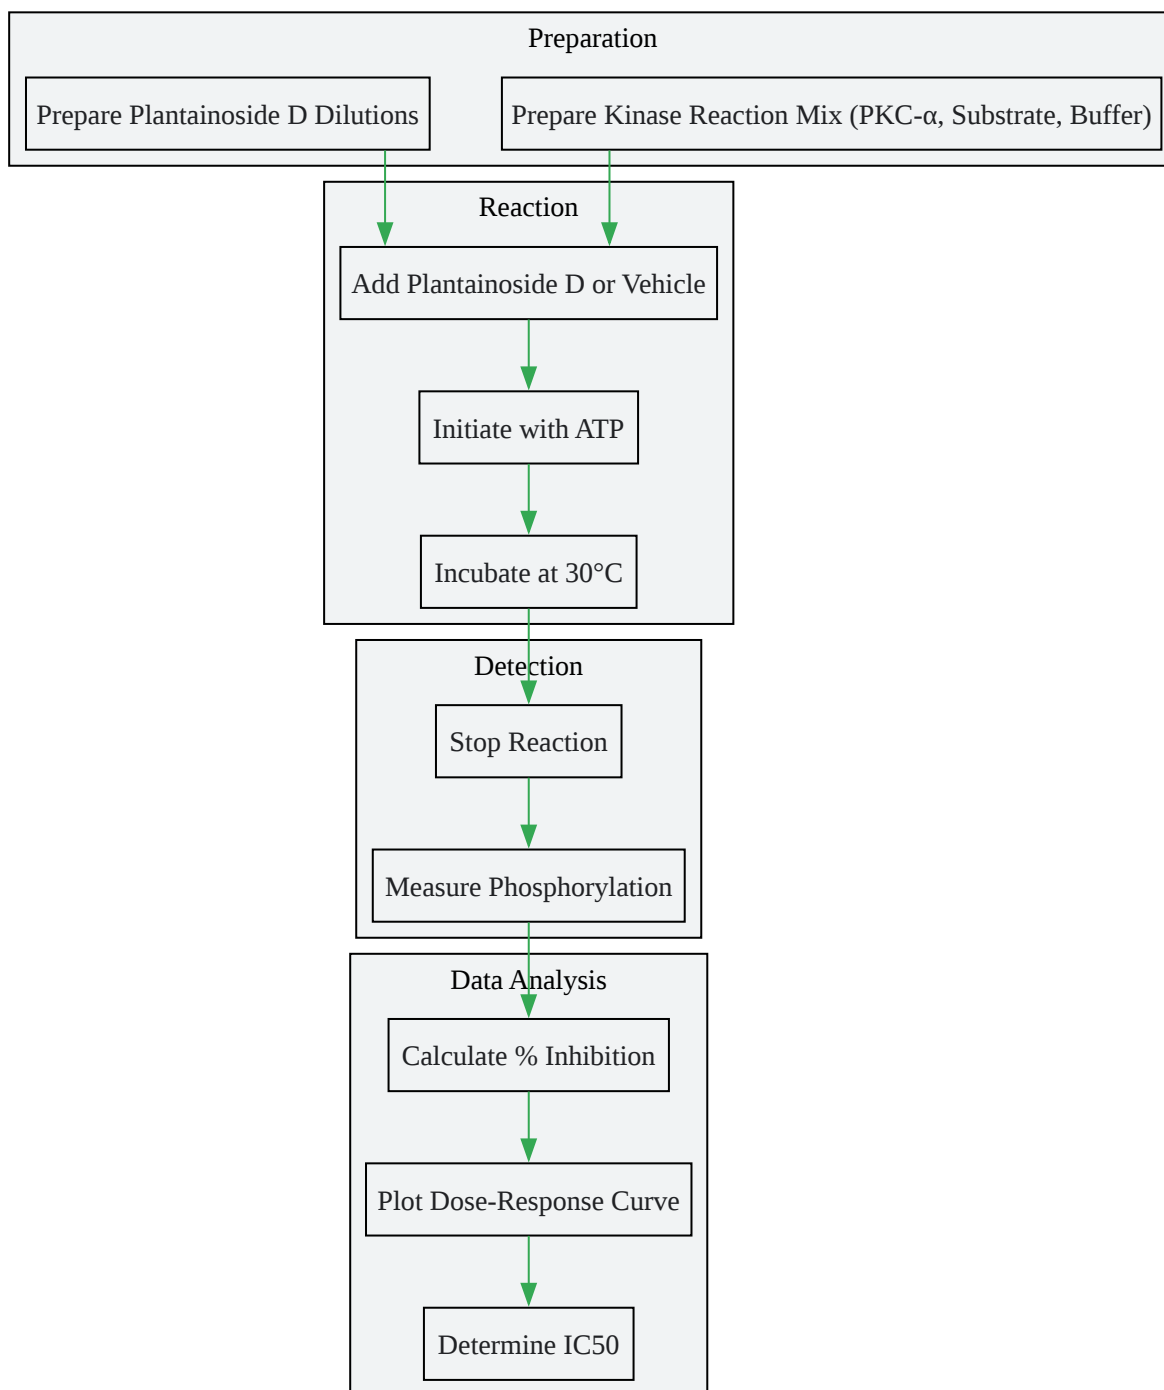 Preparation
Prepare Plantainoside D Dilutions
Prepare Kinase Reaction Mix (PKC-α, Substrate, Buffer)
Reaction
Add Plantainoside D or Vehicle
Initiate with ATP
Incubate at 30°C
Detection
Stop Reaction
Measure Phosphorylation
Data Analysis
Calculate % Inhibition
Plot Dose-Response Curve
Determine IC50